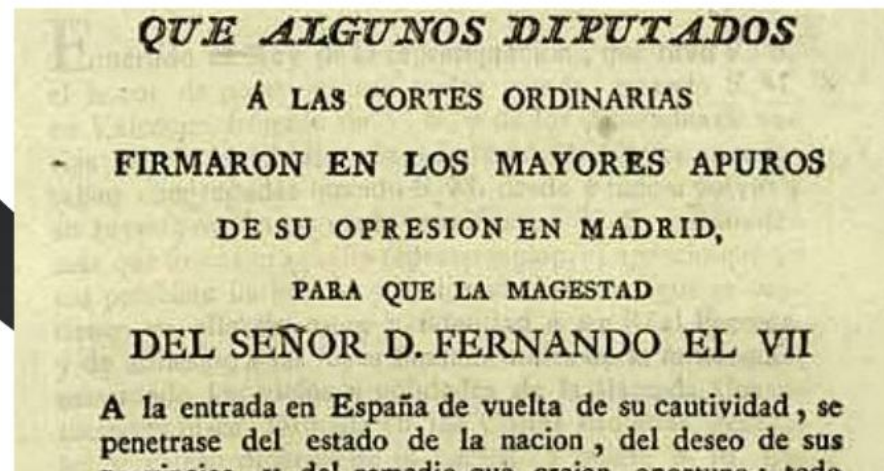 QUE ALGUNOS DIPUTADOS
Á LAS CORTES ORDINARIAS
FIRMARON EN LOS MAYORES APUROS
DE SU OPRESION EN MADRID,
PARA QUE LA MAGESTAD
DEL SEÑOR D. FERNANDO EL VII
A la entrada en España de vuelta de su cautividad, se
penetrase del estado de la nacion, del deseo de sus